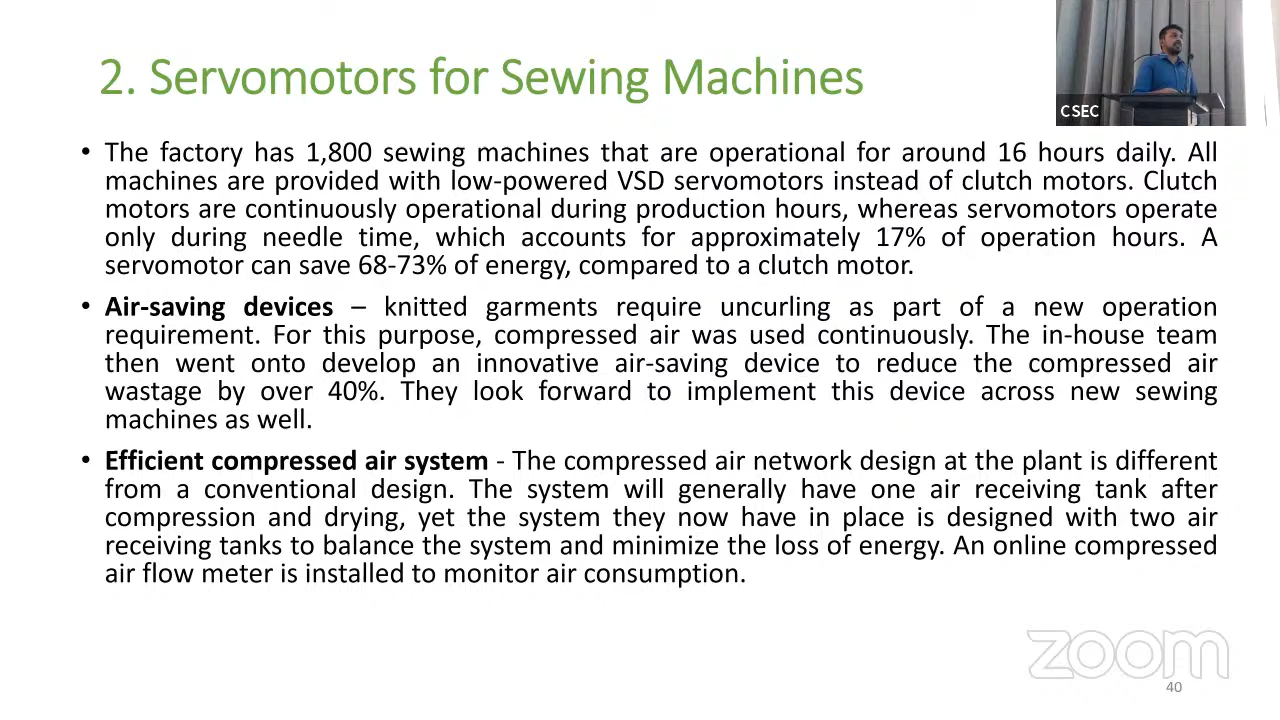 2. Servomotors for Sewing Machines
CSEC
• The factory has 1,800 sewing machines that are operational for around 16 hours daily. All
machines are provided with low-powered VSD servomotors instead of clutch motors. Clutch
motors are continuously operational during production hours, whereas servomotors operate
only during needle time, which accounts for approximately 17% of operation hours. A
servomotor can save 68-73% of energy, compared to a clutch motor.
• Air-saving devices – knitted garments require uncurling as part of a new operation
requirement. For this purpose, compressed air was used continuously. The in-house team
then went onto develop an innovative air-saving device to reduce the compressed air
wastage by over 40%. They look forward to implement this device across new sewing
machines as well.
• Efficient compressed air system - The compressed air network design at the plant is different
from a conventional design. The system will generally have one air receiving tank after
compression and drying, yet the system they now have in place is designed with two air
receiving tanks to balance the system and minimize the loss of energy. An online compressed
air flow meter is installed to monitor air consumption.
zoom
40